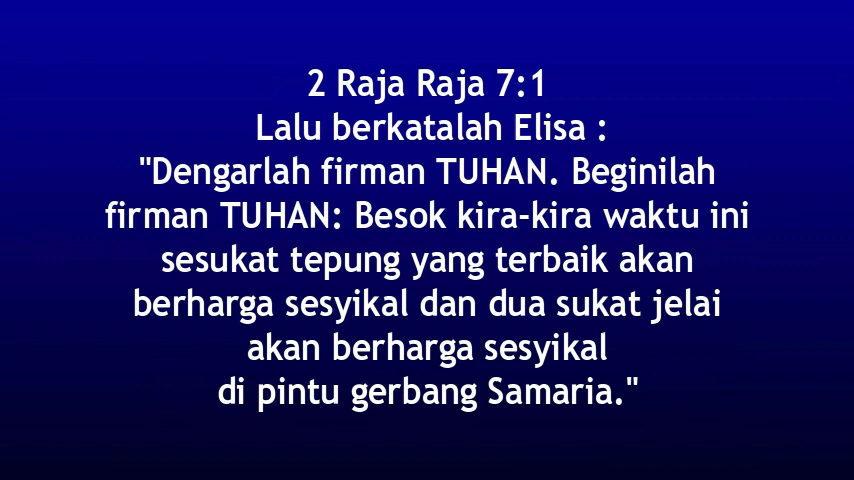 2 Raja Raja 7:1
Lalu berkatalah Elisa :
"Dengarlah firman TUHAN. Beginilah
firman TUHAN: Besok kira-kira waktu ini
sesukat tepung yang terbaik akan
berharga sesyikal dan dua sukat jelai
akan berharga sesyikal
di pintu gerbang Samaria."